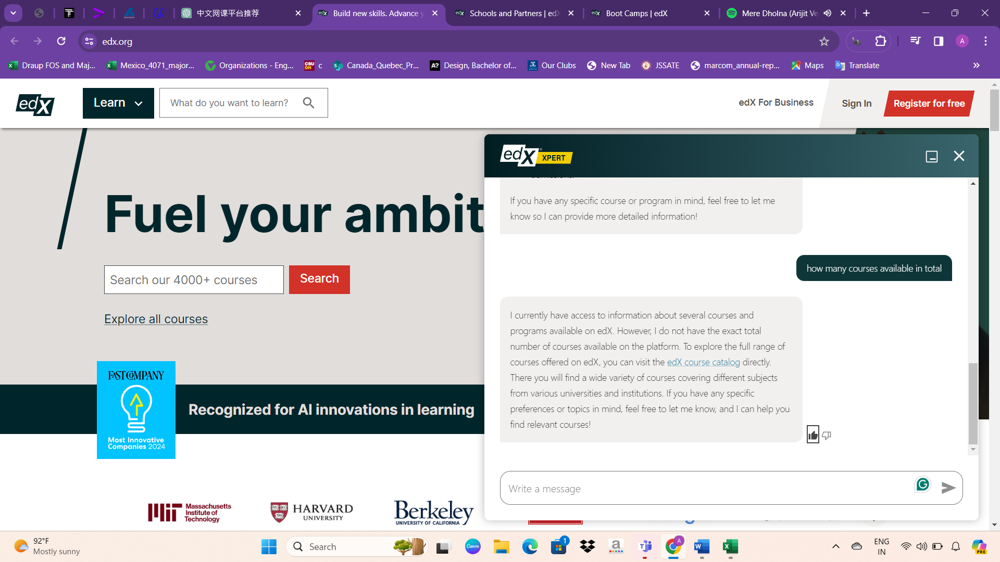 中文网课平台推荐
edX Build new skills. Advance y
edX Schools and Partners | edX
edX Boot Camps | edX
Mere Dholna (Arijit Ve
edx.org
A
Draup FOS and Maj...
Mexico_4071_major...
Organizations - Eng...
CSU DH c
Canada_Quebec_Pr...
A? Design, Bachelor of...
Our Clubs
New Tab
JSSATE
marcom_annual-rep...
Maps
Translate
edX
Learn
What do you want to learn?
edX For Business
Sign In
Register for free
Fuel your ambit
Search our 4000+ courses
Search
Explore all courses
FAST COMPANY
Most Innovative
Companies 2024
Recognized for AI innovations in learning
MIT Massachusetts
Institute of
Technology
HARVARD
UNIVERSITY
Berkeley
UNIVERSITY OF CALIFORNIA
edX XPERT
If you have any specific course or program in mind, feel free to let me
know so I can provide more detailed information!
how many courses available in total
I currently have access to information about several courses and
programs available on edX. However, I do not have the exact total
number of courses available on the platform. To explore the full range of
courses offered on edX, you can visit the edX course catalog directly.
There you will find a wide variety of courses covering different subjects
from various universities and institutions. If you have any specific
preferences or topics in mind, feel free to let me know, and I can help you
find relevant courses!
Write a message
92°F
Mostly sunny
Search
Canva
1
a
A
ENG
IN
PRE